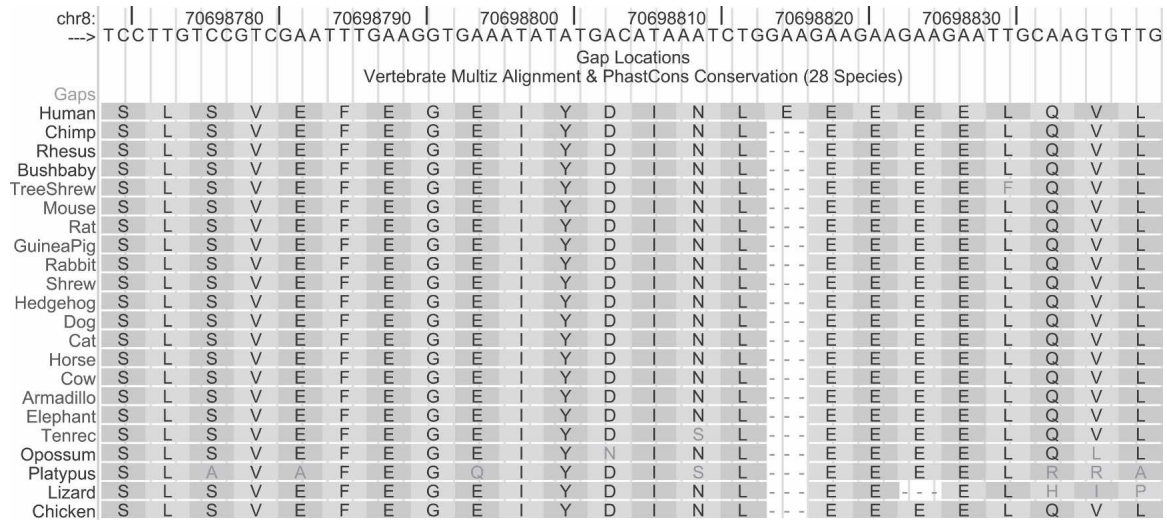 chr8: 70698780 70698790 70698800 70698810 70698820 70698830
---> TCCTTGTCCGTCGAATTTGAAGGTGAAATATATGACATAAATCTGGAAGAAGAAGAAGAATTGCAAGTGTTG
Gap Locations
Vertebrate Multiz Alignment & PhastCons Conservation (28 Species)
Gaps
Human S L S V E F E G E I Y D I N L E E E E E L Q V L
Chimp S L S V E F E G E I Y D I N L - - - E E E E L Q V L
Rhesus S L S V E F E G E I Y D I N L - - - E E E E L Q V L
Bushbaby S L S V E F E G E I Y D I N L - - - E E E E L Q V L
TreeShrew S L S V E F E G E I Y D I N L - - - E E E E F Q V L
Mouse S L S V E F E G E I Y D I N L - - - E E E E L Q V L
Rat S L S V E F E G E I Y D I N L - - - E E E E L Q V L
GuineaPig S L S V E F E G E I Y D I N L - - - E E E E L Q V L
Rabbit S L S V E F E G E I Y D I N L - - - E E E E L Q V L
Shrew S L S V E F E G E I Y D I N L - - - E E E E L Q V L
Hedgehog S L S V E F E G E I Y D I N L - - - E E E E L Q V L
Dog S L S V E F E G E I Y D I N L - - - E E E E L Q V L
Cat S L S V E F E G E I Y D I N L - - - E E E E L Q V L
Horse S L S V E F E G E I Y D I N L - - - E E E E L Q V L
Cow S L S V E F E G E I Y D I N L - - - E E E E L Q V L
Armadillo S L S V E F E G E I Y D I N L - - - E E E E L Q V L
Elephant S L S V E F E G E I Y D I N L - - - E E E E L Q V L
Tenrec S L S V E F E G E I Y D I S L - - - E E E E L Q V L
Opossum S L S V E F E G E I Y N I N L - - - E E E E L Q L L
Platypus S L A V A F E G Q I Y D I S L - - - E E E E L R R A
Lizard S L S V E F E G E I Y D I N L - - - E E - - - E L H I P
Chicken S L S V E F E G E I Y D I N L - - - E E E E L Q V L